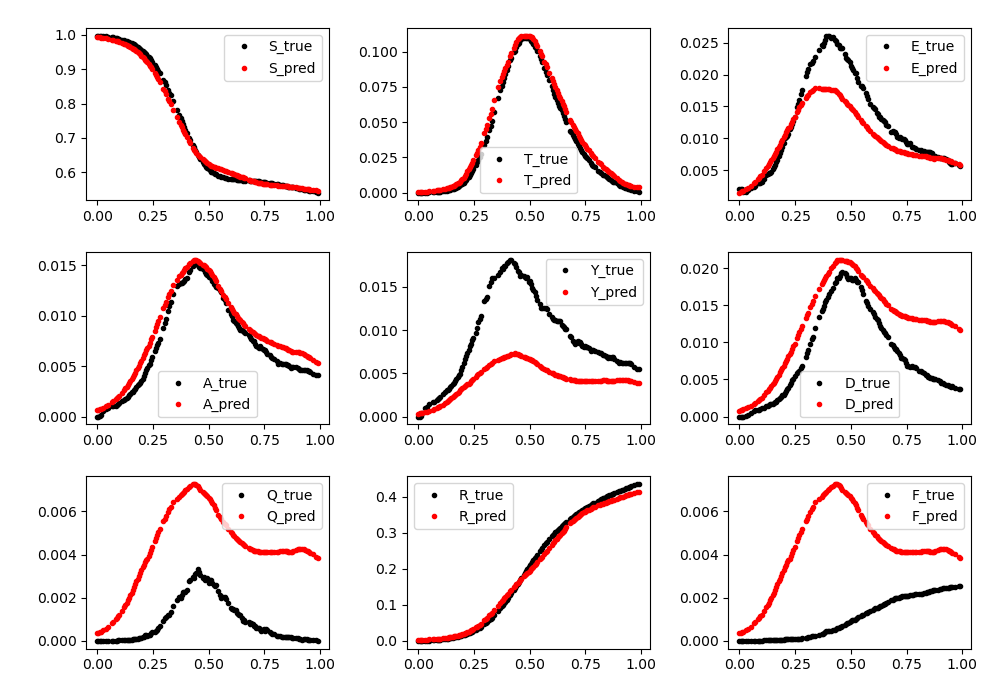 1.0
0.9
0.8
0.7
0.6
0.00 0.25 0.50 0.75 1.00
S_true
S_pred
0.100
0.075
0.050
0.025
0.000
0.00 0.25 0.50 0.75 1.00
T_true
T_pred
0.025
0.020
0.015
0.010
0.005
0.00 0.25 0.50 0.75 1.00
E_true
E_pred
0.015
0.010
0.005
0.000
0.00 0.25 0.50 0.75 1.00
A_true
A_pred
0.015
0.010
0.005
0.000
0.00 0.25 0.50 0.75 1.00
Y_true
Y_pred
0.020
0.015
0.010
0.005
0.000
0.00 0.25 0.50 0.75 1.00
D_true
D_pred
0.006
0.004
0.002
0.000
0.00 0.25 0.50 0.75 1.00
Q_true
Q_pred
0.4
0.3
0.2
0.1
0.0
0.00 0.25 0.50 0.75 1.00
R_true
R_pred
0.006
0.004
0.002
0.000
0.00 0.25 0.50 0.75 1.00
F_true
F_pred